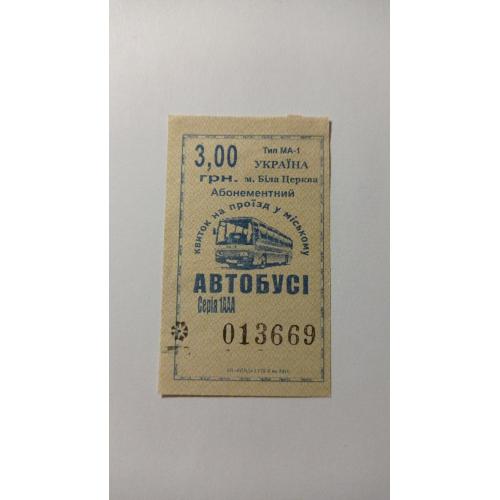 3,00 Тип МА-1
УКРАЇНА
грн. м. Біла Церква
Абонементний
квиток на проїзд у міському
АВТОБУСІ
Серія 1ААА
013669